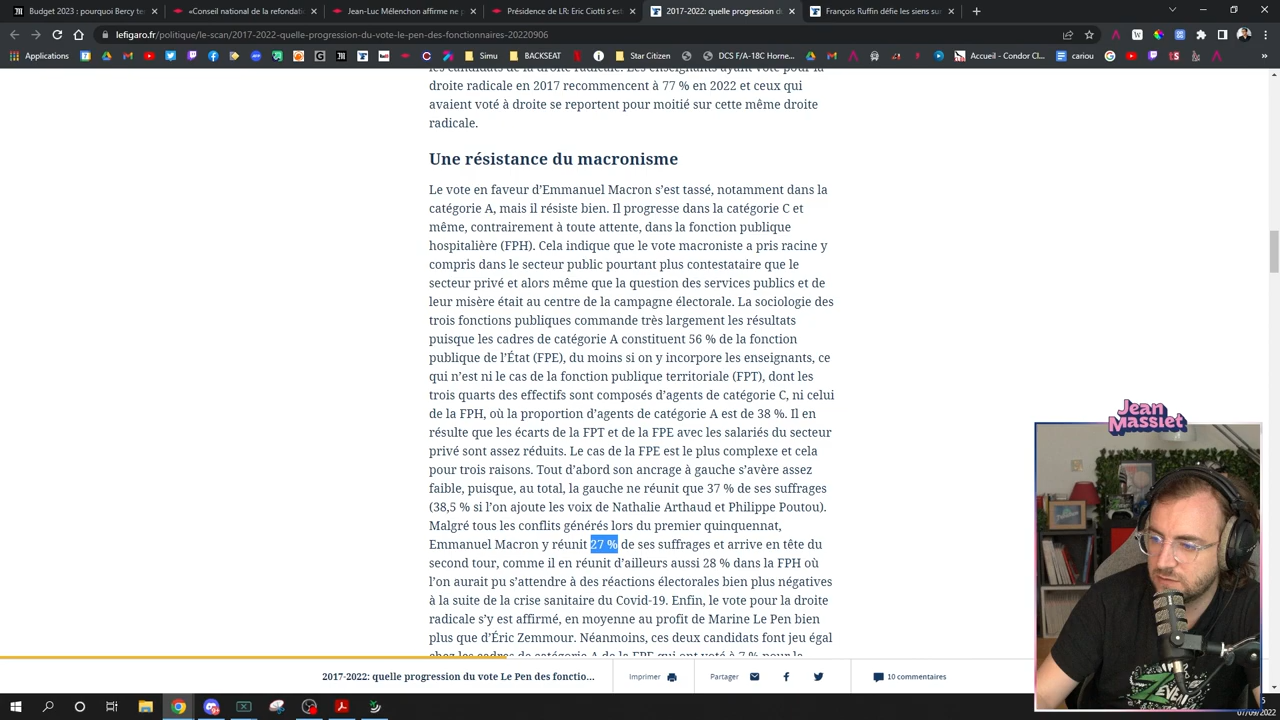 Budget 2023 : pourquoi Bercy te
«Conseil national de la refondati
Jean-Luc Mélenchon affirme ne p
Présidence de LR: Eric Ciotti s'est
2017-2022: quelle progression du
François Ruffin défie les siens su
lefigaro.fr/politique/le-scan/2017-2022-quelle-progression-du-vote-le-pen-des-fonctionnaires-20220906
Applications
Simu
BACKSEAT
Star Citizen
DCS F/A-18C Horne...
Accueil - Condor Cl...
cariou
les candidats de la droite radicale. Les enseignants ayant voté pour la
droite radicale en 2017 recommencent à 77 % en 2022 et ceux qui
avaient voté à droite se reportent pour moitié sur cette même droite
radicale.
Une résistance du macronisme
Le vote en faveur d'Emmanuel Macron s'est tassé, notamment dans la
catégorie A, mais il résiste bien. Il progresse dans la catégorie C et
même, contrairement à toute attente, dans la fonction publique
hospitalière (FPH). Cela indique que le vote macroniste a pris racine y
compris dans le secteur public pourtant plus contestataire que le
secteur privé et alors même que la question des services publics et de
leur misère était au centre de la campagne électorale. La sociologie des
trois fonctions publiques commande très largement les résultats
puisque les cadres de catégorie A constituent 56 % de la fonction
publique de l'État (FPE), du moins si on y incorpore les enseignants, ce
qui n'est ni le cas de la fonction publique territoriale (FPT), dont les
trois quarts des effectifs sont composés d'agents de catégorie C, ni celui
de la FPH, où la proportion d'agents de catégorie A est de 38 %. Il en
résulte que les écarts de la FPT et de la FPE avec les salariés du secteur
privé sont assez réduits. Le cas de la FPE est le plus complexe et cela
pour trois raisons. Tout d'abord son ancrage à gauche s'avère assez
faible, puisque, au total, la gauche ne réunit que 37 % de ses suffrages
(38,5 % si l'on ajoute les voix de Nathalie Arthaud et Philippe Poutou).
Malgré tous les conflits générés lors du premier quinquennat,
Emmanuel Macron y réunit 27 % de ses suffrages et arrive en tête du
second tour, comme il en réunit d'ailleurs aussi 28 % dans la FPH où
l'on aurait pu s'attendre à des réactions électorales bien plus négatives
à la suite de la crise sanitaire du Covid-19. Enfin, le vote pour la droite
radicale s'y est affirmé, en moyenne au profit de Marine Le Pen bien
plus que d'Éric Zemmour. Néanmoins, ces deux candidats font jeu égal
chez les cadres de catégorie A de la FPE qui ont voté à 7 % pour la
Jean
Massiet
2017-2022: quelle progression du vote Le Pen des fonctio...
Imprimer
Partager
10 commentaires
07/09/2022